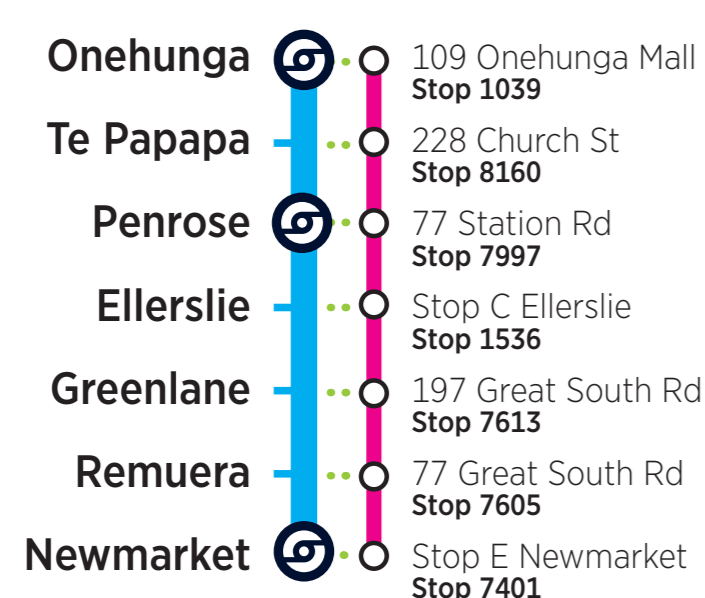 Onehunga
109 Onehunga Mall
Stop 1039
Te Papapa
228 Church St
Stop 8160
Penrose
77 Station Rd
Stop 7997
Ellerslie
Stop C Ellerslie
Stop 1536
Greenlane
197 Great South Rd
Stop 7613
Remuera
77 Great South Rd
Stop 7605
Newmarket
Stop E Newmarket
Stop 7401